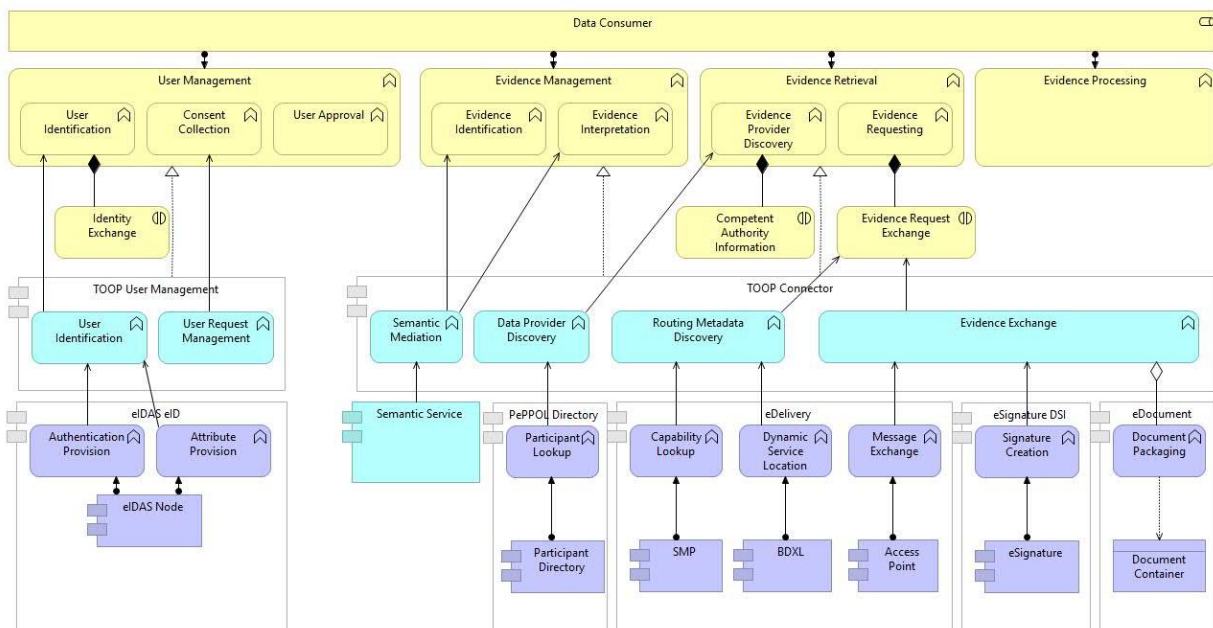 Data Consumer
User Management
Evidence Management
Evidence Retrieval
Evidence Processing
User
Identification
Consent
Collection
User Approval
Evidence
Identification
Evidence
Interpretation
Evidence
Provider
Discovery
Evidence
Requesting
Identity
Exchange
Competent
Authority
Information
Evidence Request
Exchange
TOOP User Management
TOOP Connector
User
Identification
User Request
Management
Semantic
Mediation
Data Provider
Discovery
Routing Metadata
Discovery
Evidence Exchange
eIDAS eID
Semantic Service
PePPOL Directory
eDelivery
eSignature DSI
eDocument
Authentication
Provision
Attribute
Provision
Participant
Lookup
Capability
Lookup
Dynamic
Service
Location
Message
Exchange
Signature
Creation
Document
Packaging
eIDAS Node
Participant
Directory
SMP
BDXL
Access
Point
eSignature
Document
Container